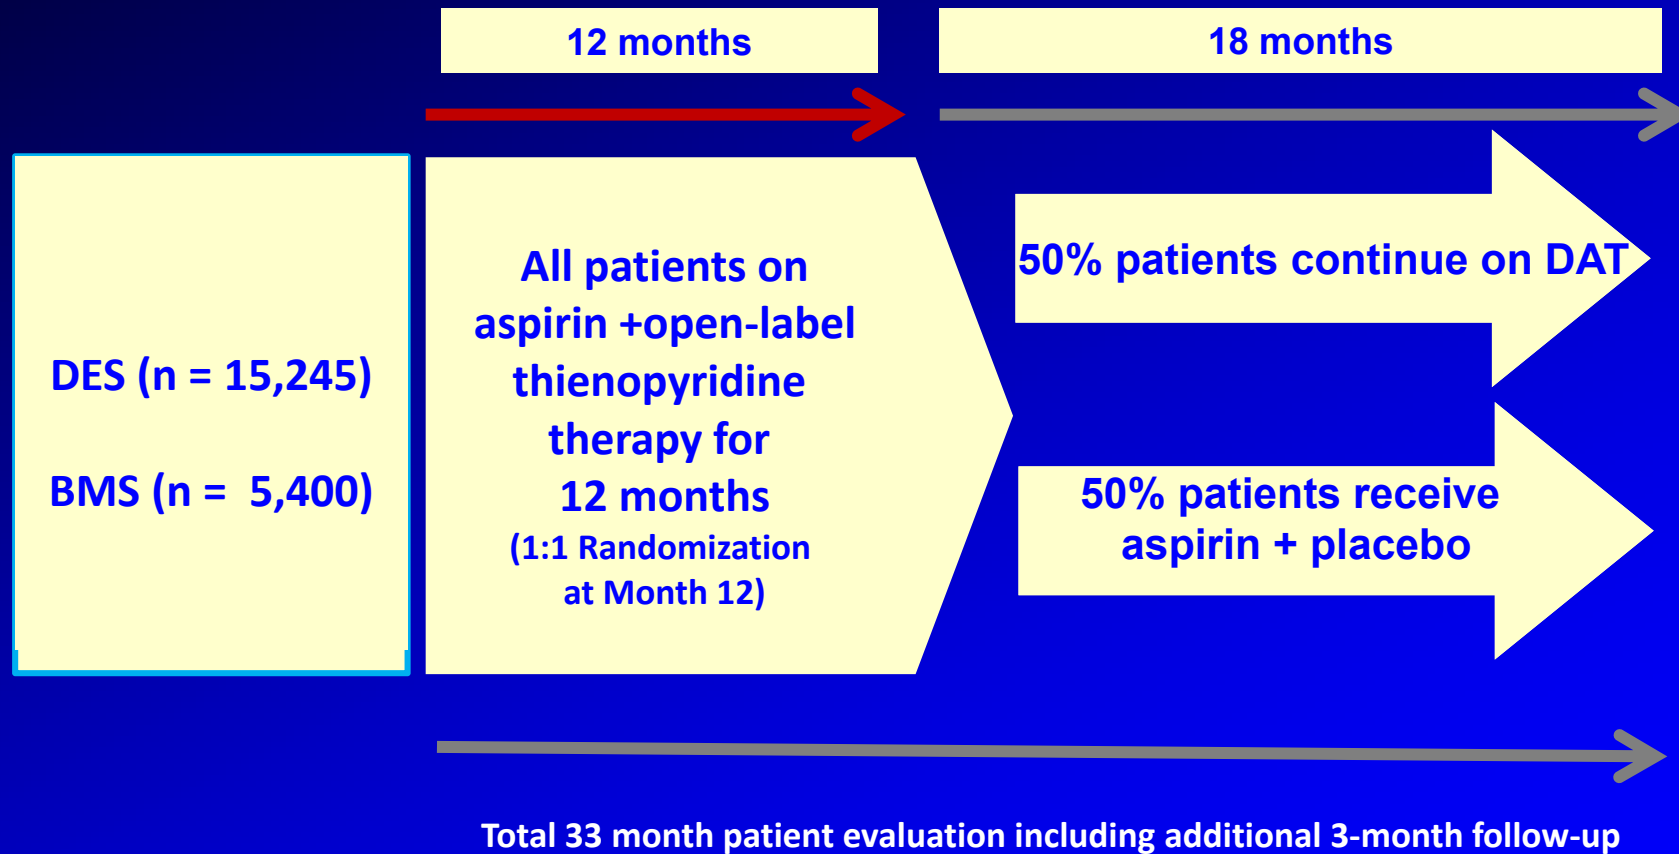 12 months
18 months
DES (n = 15,245)
BMS (n =  5,400)
All patients on
aspirin +open-label
thienopyridine
therapy for
12 months
(1:1 Randomization
at Month 12)
50% patients continue on DAT
50% patients receive
aspirin + placebo
Total 33 month patient evaluation including additional 3-month follow-up